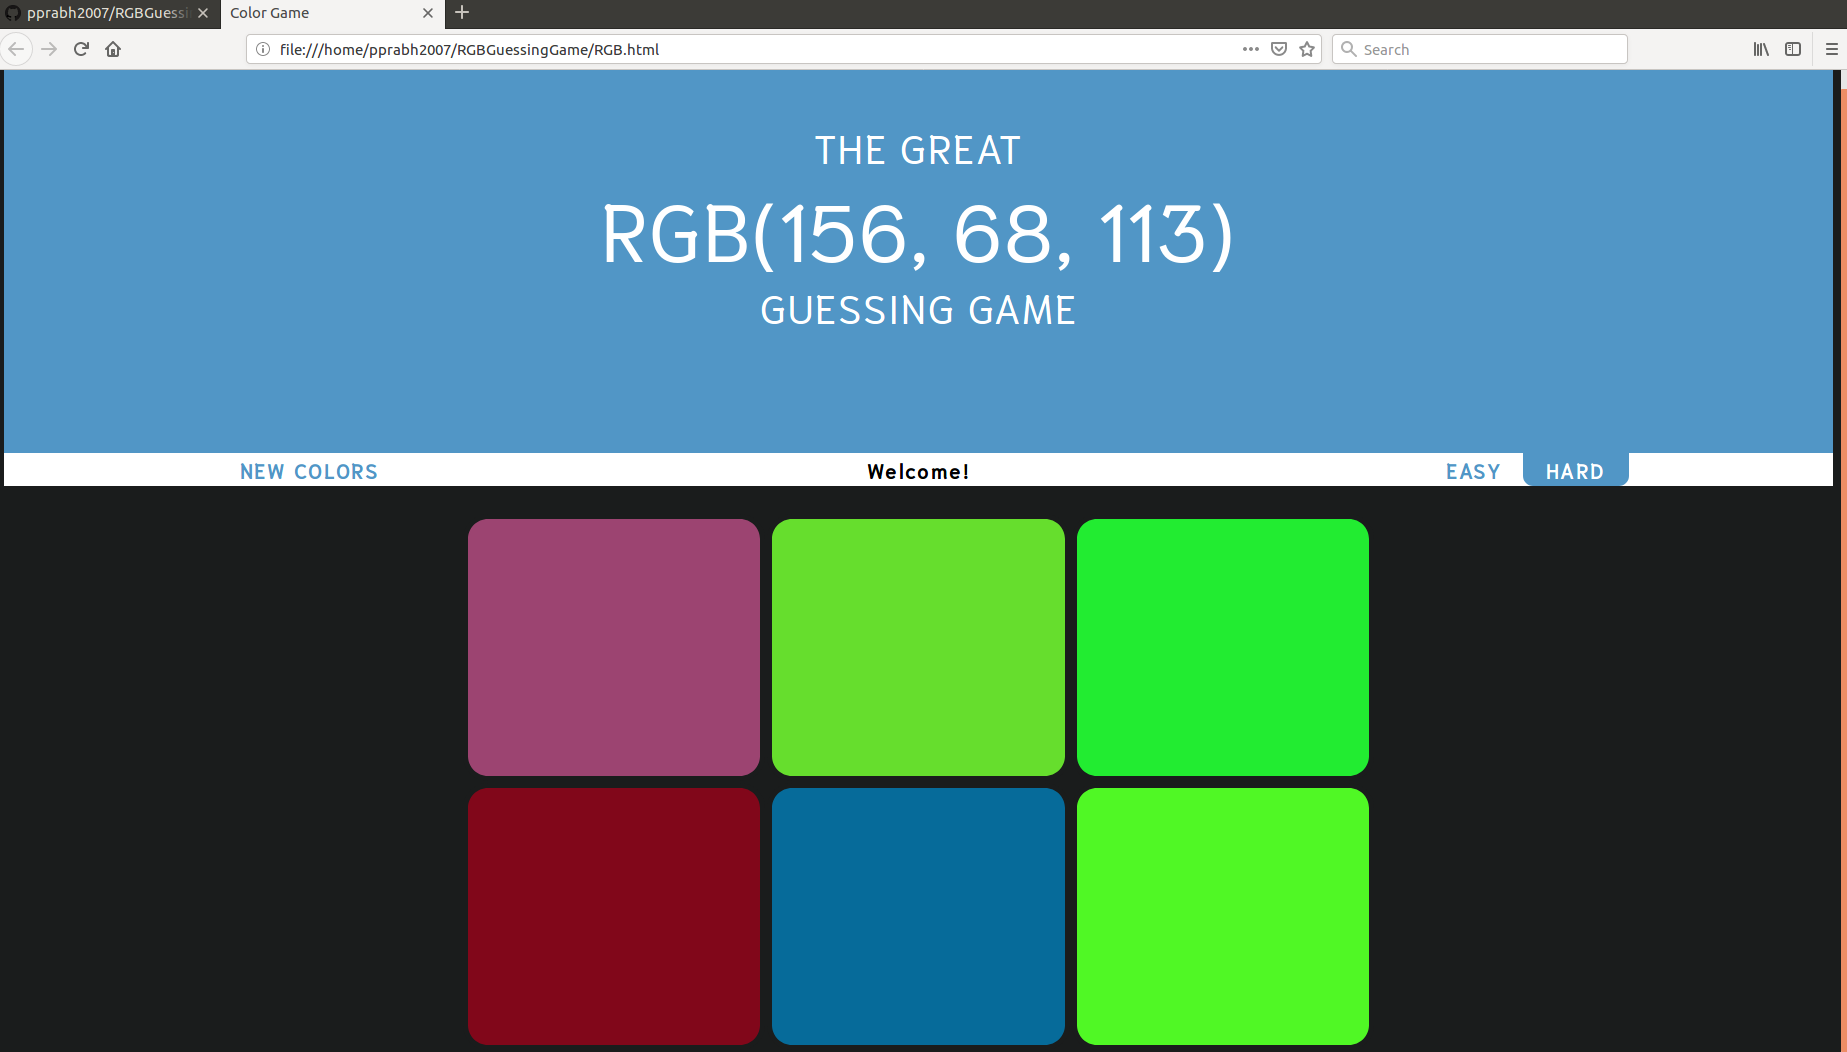 pprabh2007/RGBGuessi
Color Game
file:///home/pprabh2007/RGBGuessingGame/RGB.html
Search
THE GREAT
RGB(156, 68, 113)
GUESSING GAME
NEW COLORS Welcome! EASY HARD